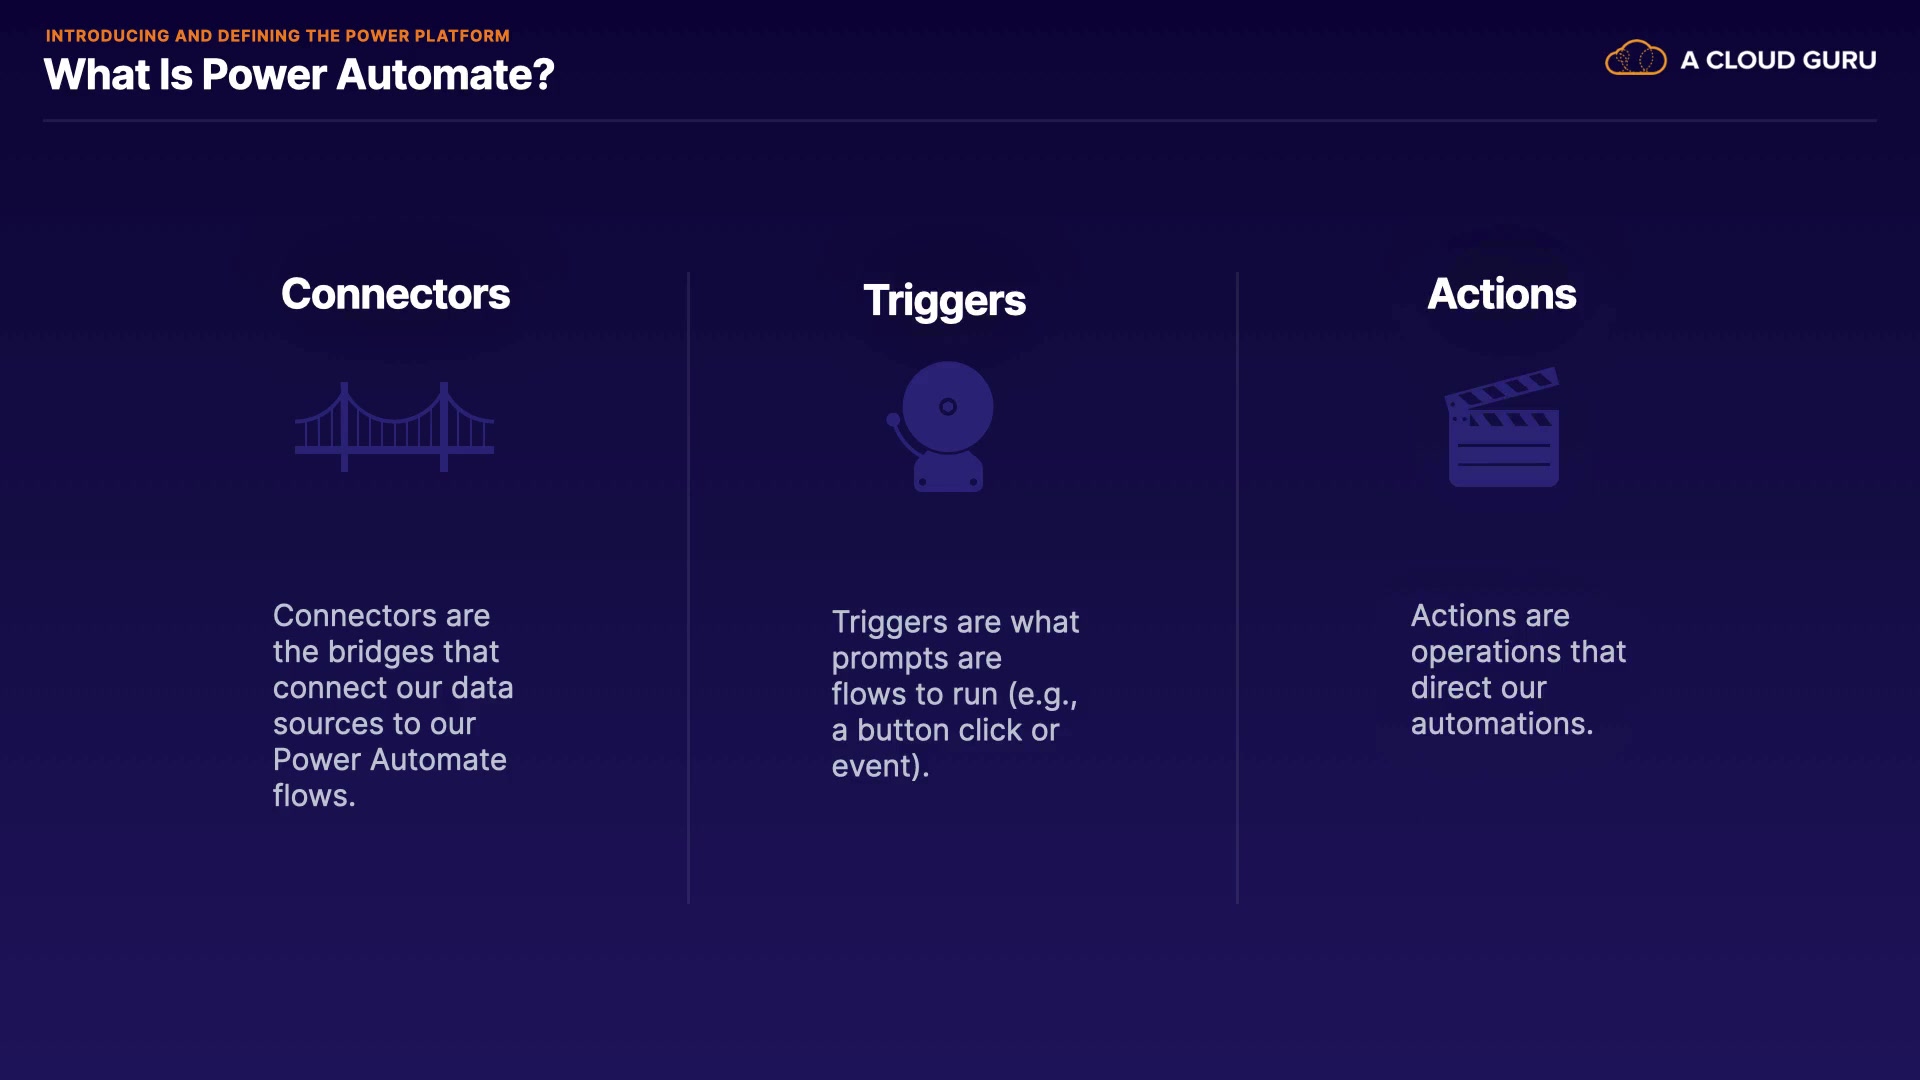 INTRODUCING AND DEFINING THE POWER PLATFORM
What Is Power Automate?
A CLOUD GURU
Connectors
Connectors are
the bridges that
connect our data
sources to our
Power Automate
flows.
Triggers
Triggers are what
prompts are
flows to run (e.g.,
a button click or
event).
Actions
Actions are
operations that
direct our
automations.